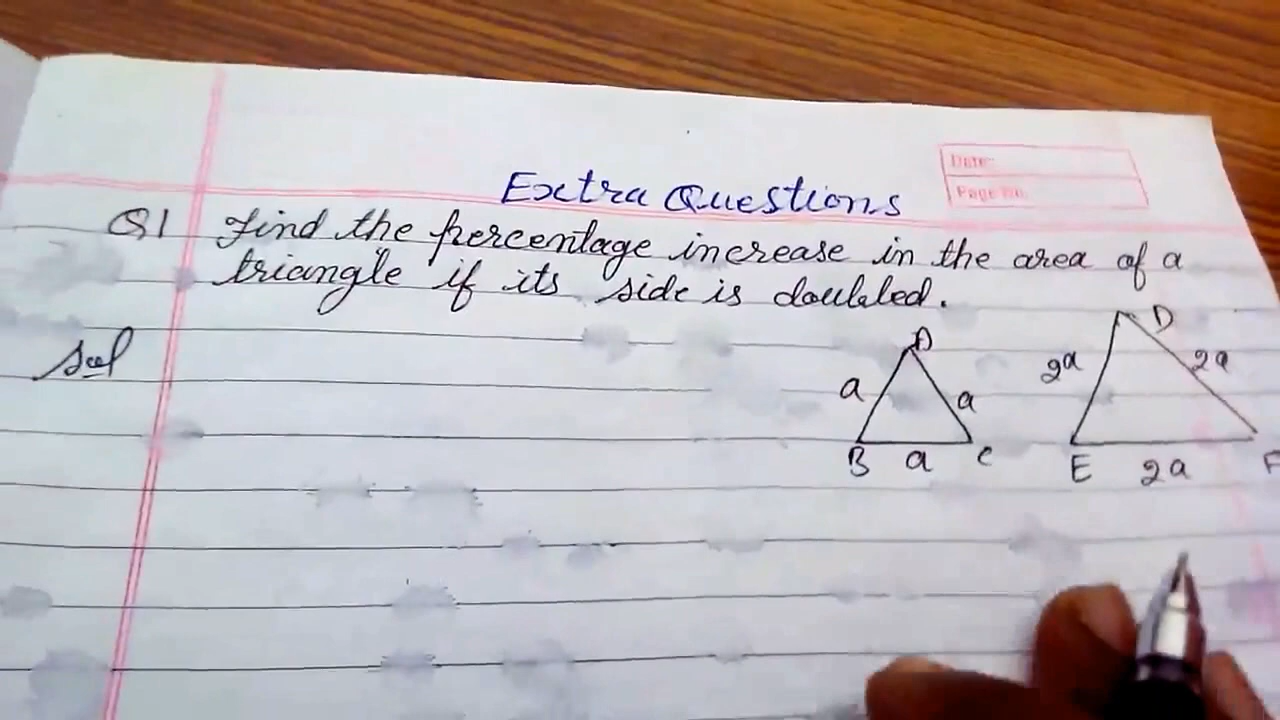 Date:
Page No.
Extra Questions
Q1 Find the percentage increase in the area of a
triangle if its side is doubled.
Sol
A
D
a
a
2a
2a
B
a
C
E
2a
F